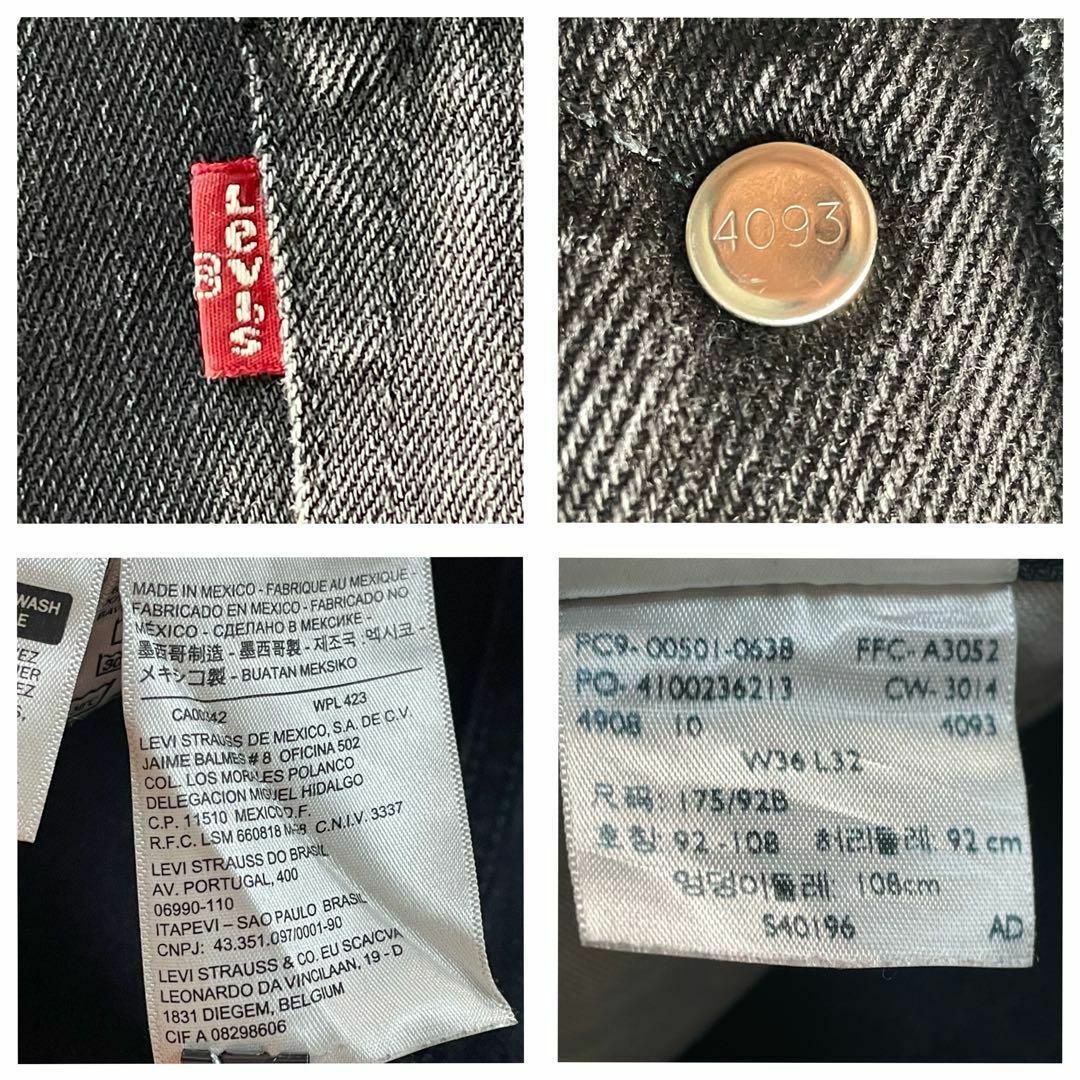 Levi's
®
4093
WASH
MADE IN MEXICO - FABRIQUE AU MEXIQUE -
FABRICADO EN MEXICO - FABRICADO NO
MÉXICO - СДЕЛАНО В МЕКСИКЕ -
墨西哥制造 - 墨西哥製 - 제조국 - 멕시코 -
メキシコ製 - BUATAN MEKSIKO
CA00342 WPL 423
LEVI STRAUSS DE MEXICO, S.A. DE C.V.
JAIME BALMES # 8 OFICINA 502
COL. LOS MORALES POLANCO
DELEGACION MIGUEL HIDALGO
C.P. 11510 MEXICO D.F.
R.F.C. LSM 660818 C.N.I.V. 3337
LEVI STRAUSS DO BRASIL
AV. PORTUGAL, 400
06990-110
ITAPEVI – SAO PAULO BRASIL
CNPJ: 43.351.097/0001-90
LEVI STRAUSS & CO. EU SCA/CVA
LEONARDO DA VINCILAAN, 19 - D
1831 DIEGEM, BELGIUM
CIF A 08298606
PC9-00501-0638 FFC-A3052
PO-4100236213 CW-3014
4908 10 4093
W36 L32
尺码: 175/92B
호칭: 92-108 허리둘레: 92 cm
엉덩이둘레: 108cm
S40196 AD